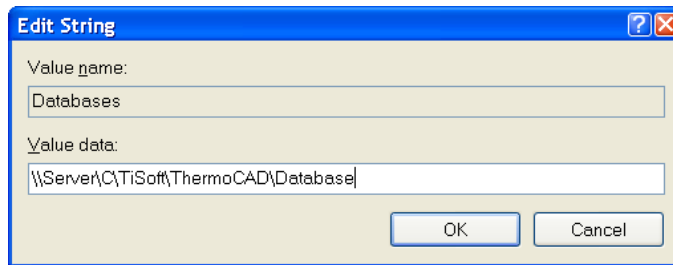 Edit String
Value name:
Databases
Value data:
\\Server\C\TiSoft\ThermoCAD\Database
OK Cancel